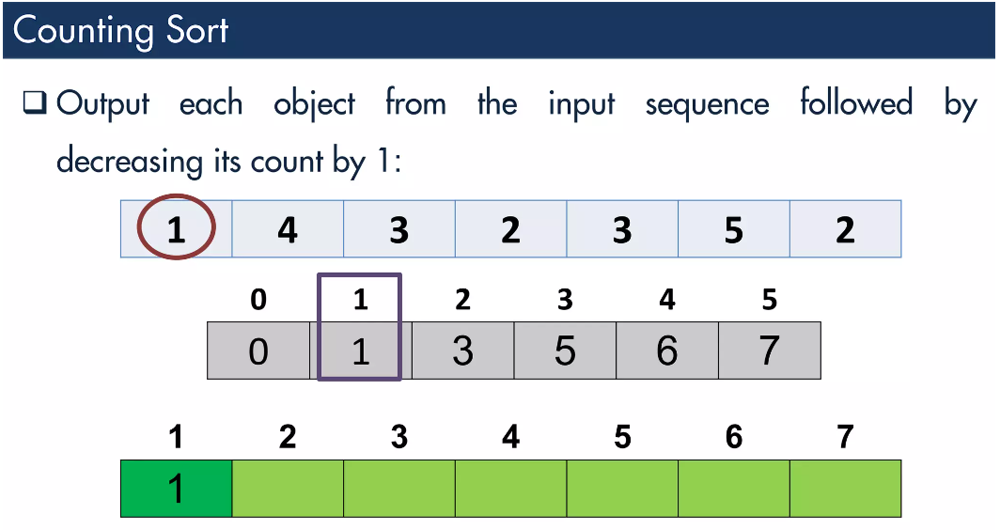 Counting Sort
Output each object from the input sequence followed by
decreasing its count by 1:
1 4 3 2 3 5 2
0 1 2 3 4 5
0 1 3 5 6 7
1 2 3 4 5 6 7
1